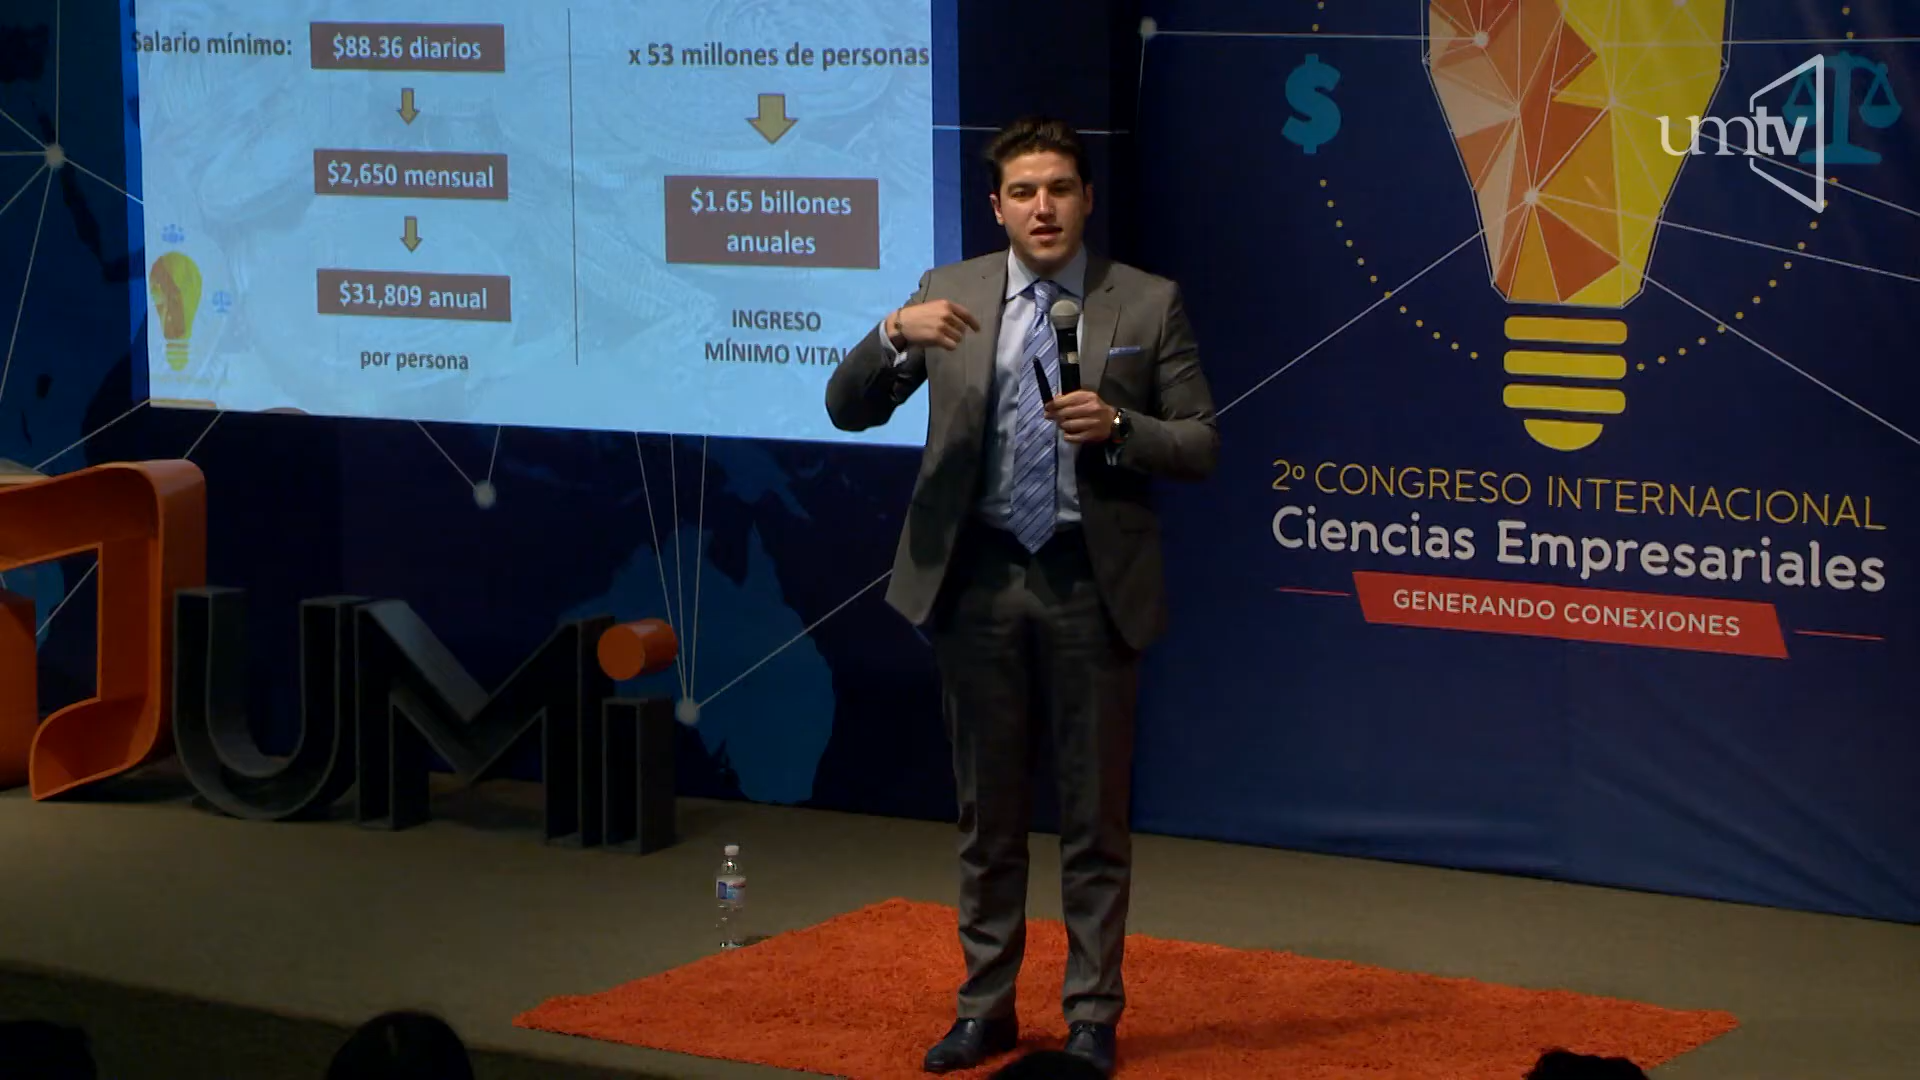 Salario mínimo:
$88.36 diarios
$2,650 mensual
$31,809 anual
por persona
x 53 millones de personas
$1.65 billones
anuales
INGRESO
MÍNIMO VITAL
umtv
$
2º CONGRESO INTERNACIONAL
Ciencias Empresariales
GENERANDO CONEXIONES
UMi